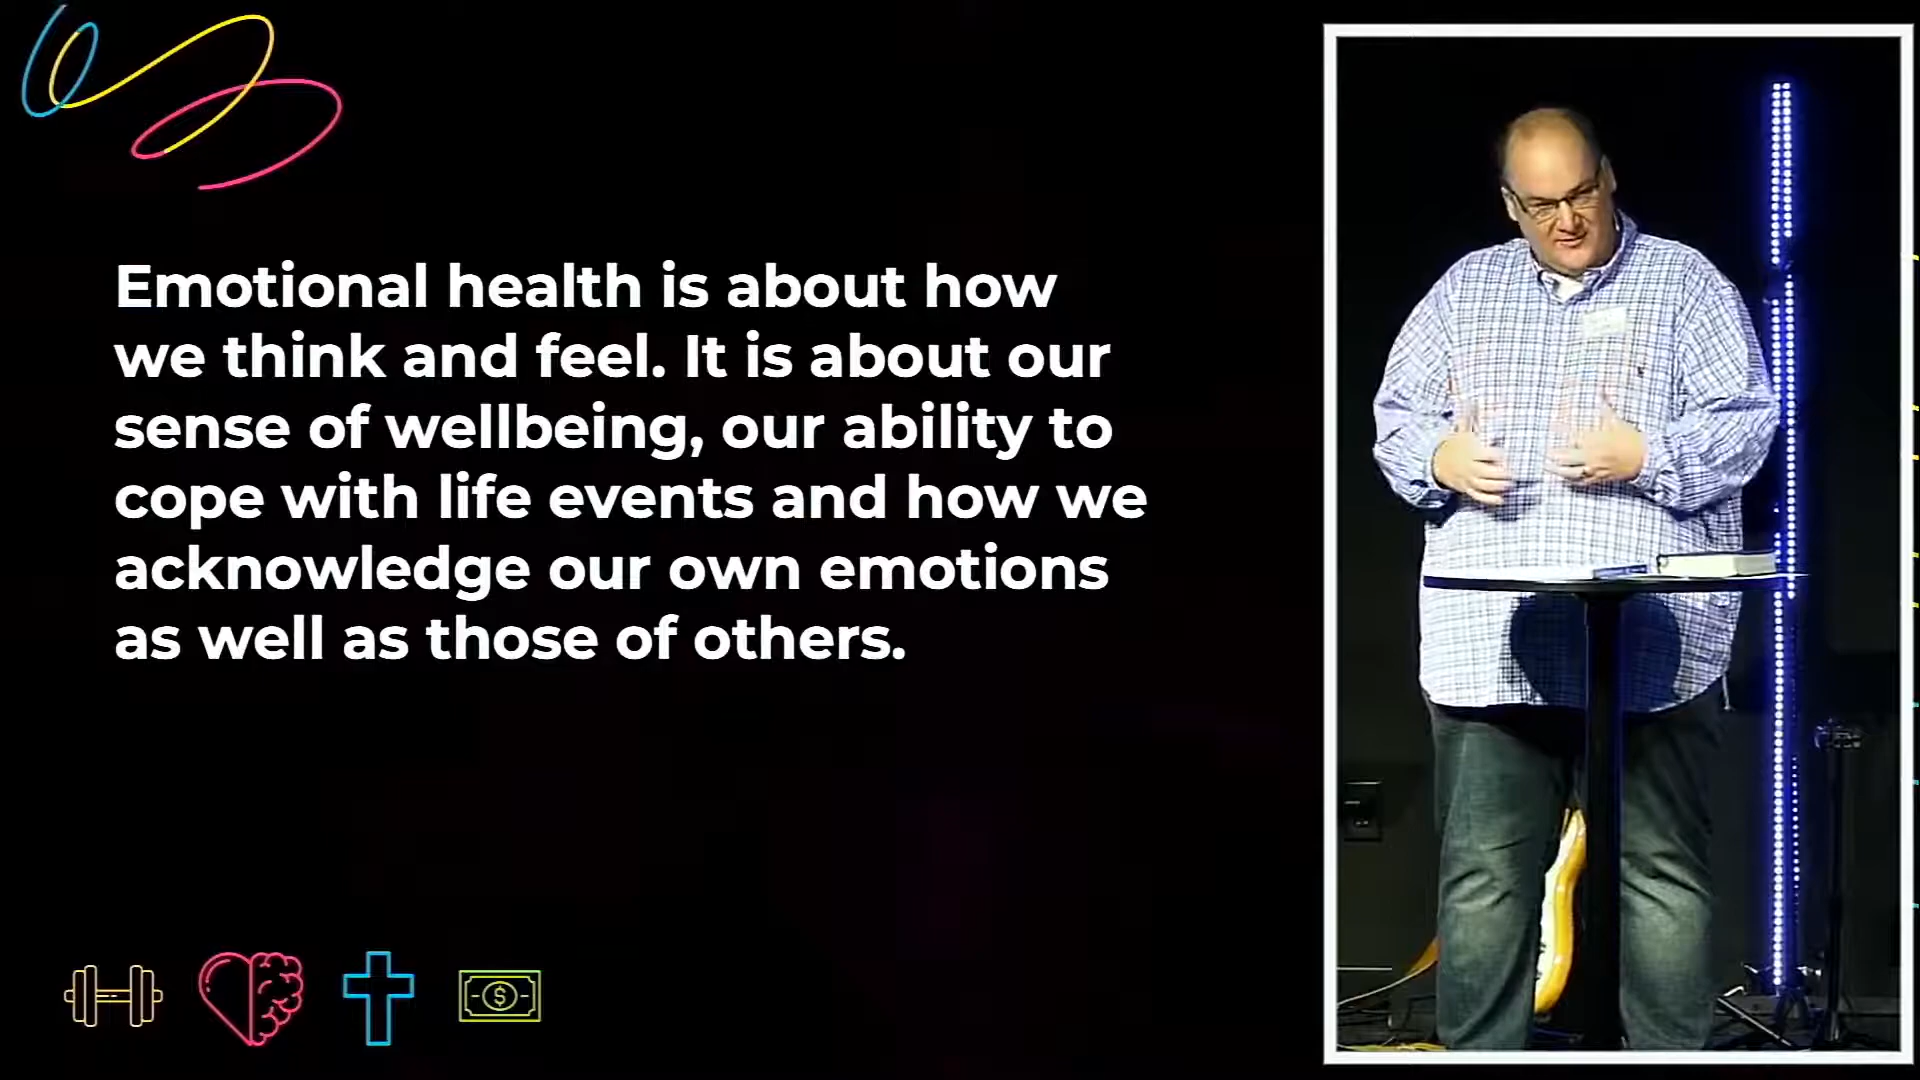 Emotional health is about how
we think and feel. It is about our
sense of wellbeing, our ability to
cope with life events and how we
acknowledge our own emotions
as well as those of others.
$